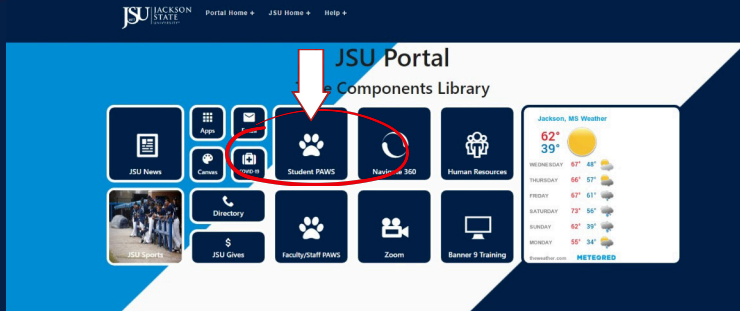 JSU JACKSON
STATE
UNIVERSITY
Portal Home + JSU Home + Help +
JSU Portal
Components Library
JSU News
Apps
Canvas
COVID-19
Student PAWS
Navigate 360
Human Resources
JSU Sports
Directory
$
JSU Gives
Faculty/Staff PAWS
Zoom
Banner 9 Training
Jackson, MS Weather
62°
39°
WEDNESDAY 67° 48°
THURSDAY 66° 57°
FRIDAY 67° 61°
SATURDAY 73° 56°
SUNDAY 62° 39°
MONDAY 55° 34°
theweather.com METEORED